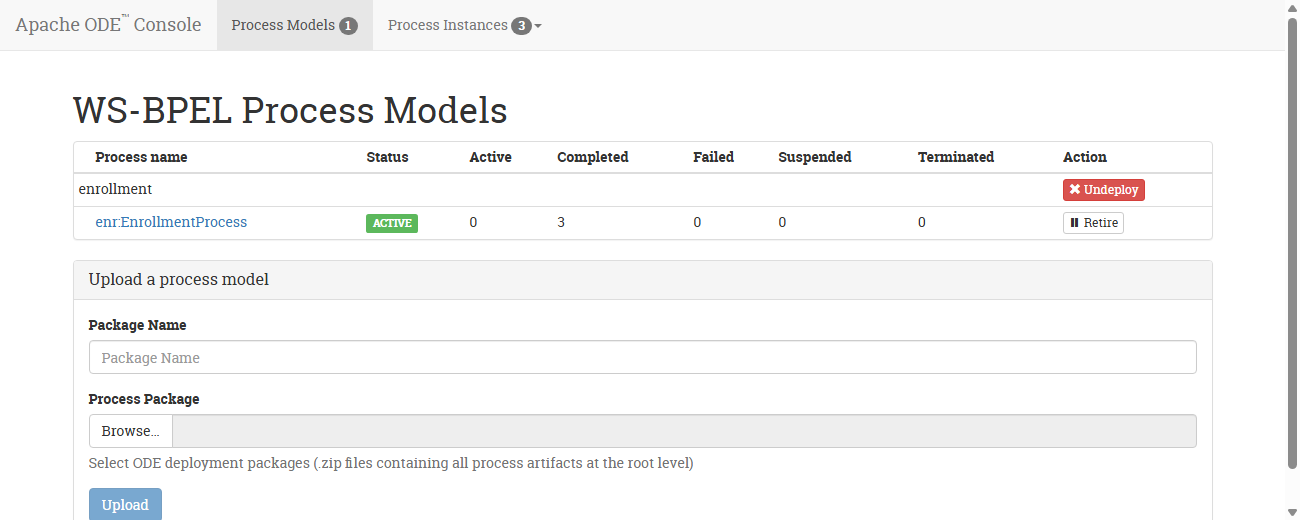 Apache ODE™ Console Process Models 1 Process Instances 3
WS-BPEL Process Models
Process name Status Active Completed Failed Suspended Terminated Action
enrollment Undeploy
enr:EnrollmentProcess ACTIVE 0 3 0 0 0 Retire
Upload a process model
Package Name
Package Name
Process Package
Browse...
Select ODE deployment packages (.zip files containing all process artifacts at the root level)
Upload